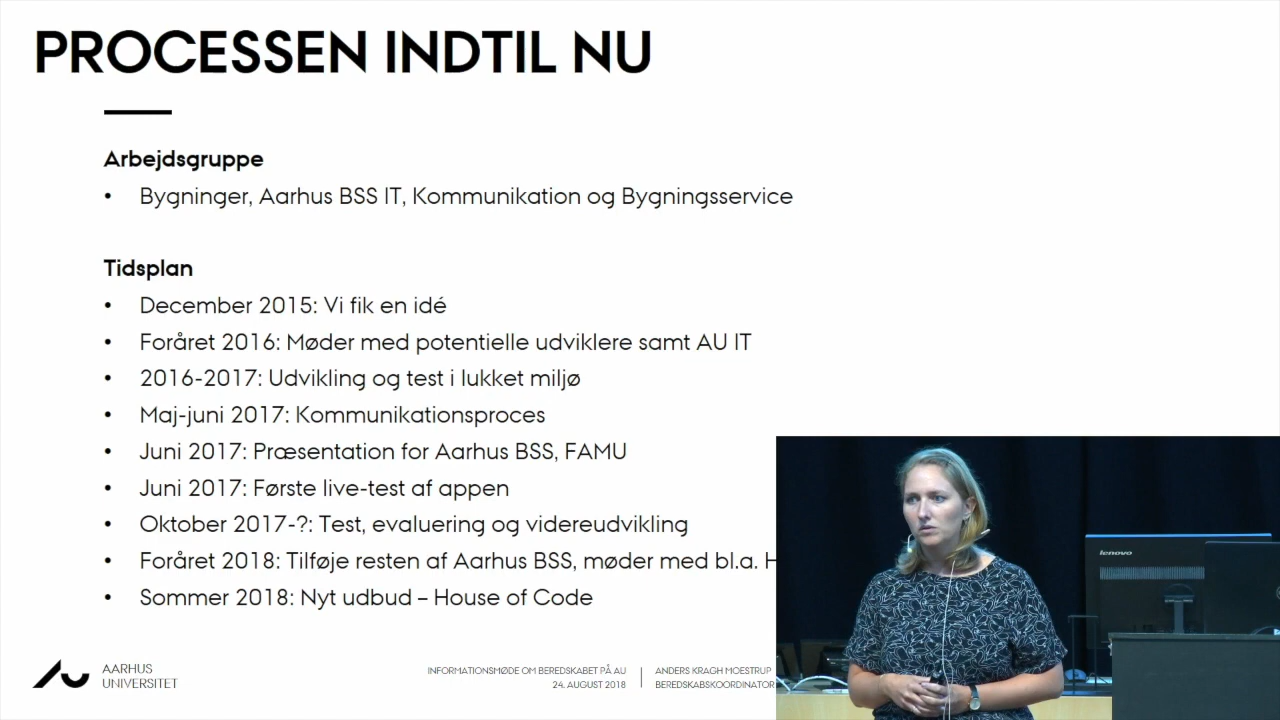 PROCESSEN INDTIL NU
Arbejdsgruppe
• Bygninger, Aarhus BSS IT, Kommunikation og Bygningsservice
Tidsplan
• December 2015: Vi fik en idé
• Foråret 2016: Møder med potentielle udviklere samt AU IT
• 2016-2017: Udvikling og test i lukket miljø
• Maj-juni 2017: Kommunikationsproces
• Juni 2017: Præsentation for Aarhus BSS, FAMU
• Juni 2017: Første live-test af appen
• Oktober 2017-?: Test, evaluering og videreudvikling
• Foråret 2018: Tilføje resten af Aarhus BSS, møder med bl.a.
• Sommer 2018: Nyt udbud – House of Code
lenovo
AARHUS
UNIVERSITET
INFORMATIONSMØDE OM BEREDSKABET PÅ AU
24. AUGUST 2018
ANDERS KRAGH MOESTRUP
BEREDSKABSKOORDINATOR